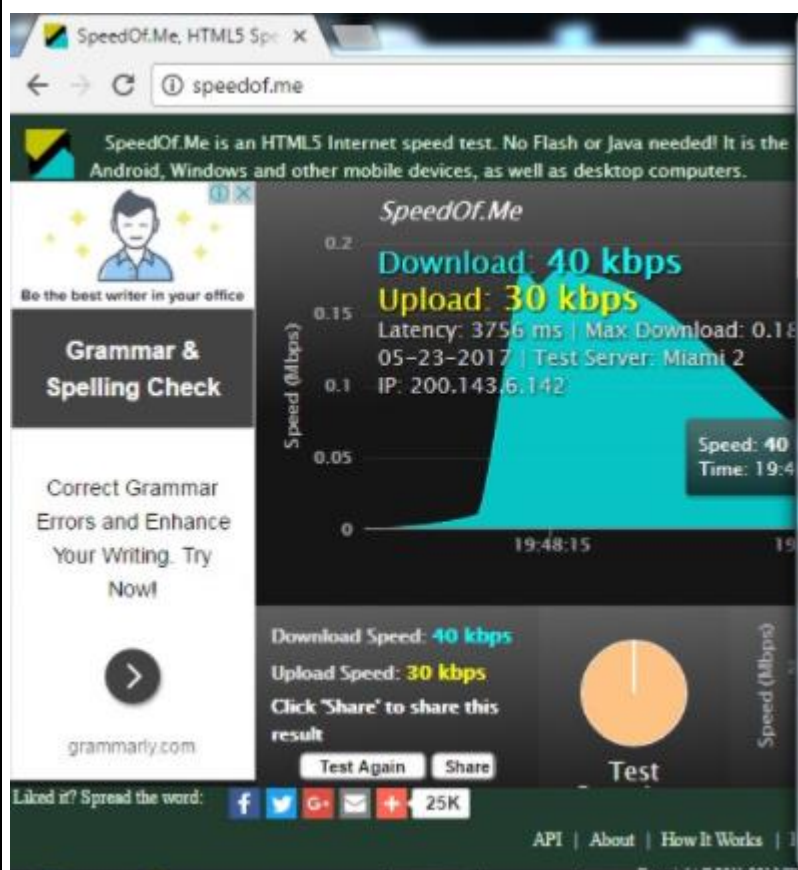 SpeedOf.Me, HTML5 Spe
speedof.me
SpeedOf.Me is an HTML5 Internet speed test. No Flash or Java needed! It is the
Android, Windows and other mobile devices, as well as desktop computers.
Be the best writer in your office
Grammar &
Spelling Check
Correct Grammar
Errors and Enhance
Your Writing. Try
Now!
grammarly.com
SpeedOf.Me
Download: 40 kbps
Upload: 30 kbps
Latency: 3756 ms | Max Download: 0.18
05-23-2017 | Test Server: Miami 2
IP: 200.143.6.142
Speed (Mbps)
0.2
0.15
0.1
0.05
0
Speed: 40
Time: 19:4
19:48:15
19
Download Speed: 40 kbps
Upload Speed: 30 kbps
Click 'Share' to share this
result
Test Again
Share
Test
Speed (Mbps)
Liked it? Spread the word:
25K
API | About | How It Works |